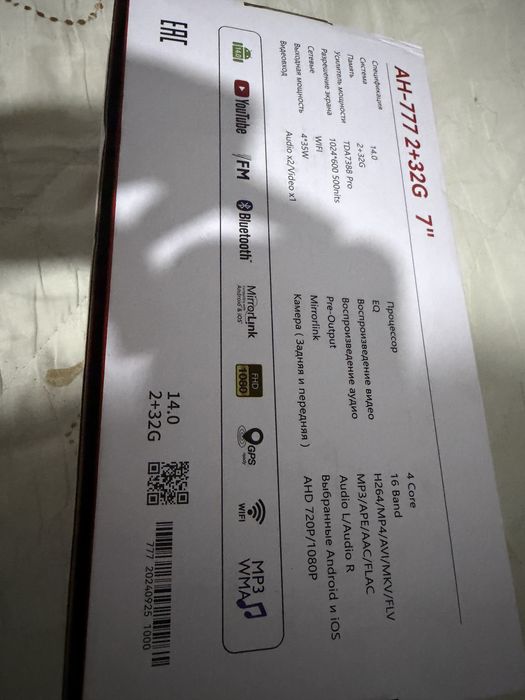 AH-777 2+32G 7"
Спецификация
Система 14.0
Память 2+32G
Усилитель мощности TDA7388 Pro
Разрешение экрана 1024*600 500nits
Сетевые WIFI
Выходная мощность 4*35W
Видеовход Audio x2/Video x1
Процессор 4 Core
EQ 16 Band
Воспроизведение видео H264/MP4/AVI/MKV/FLV
Воспроизведение аудио MP3/APE/AAC/FLAC
Pre-Output Audio L/Audio R
Mirrorlink Выбранные Android и iOS
Камера ( Задняя и передняя ) AHD 720P/1080P
YouTube
FM
Bluetooth
MirrorLink
Android & iOS
FHD
1080
GPS
ready
WIFI
MP3
WMA
EAC
14.0
2+32G
777 20240925 1000